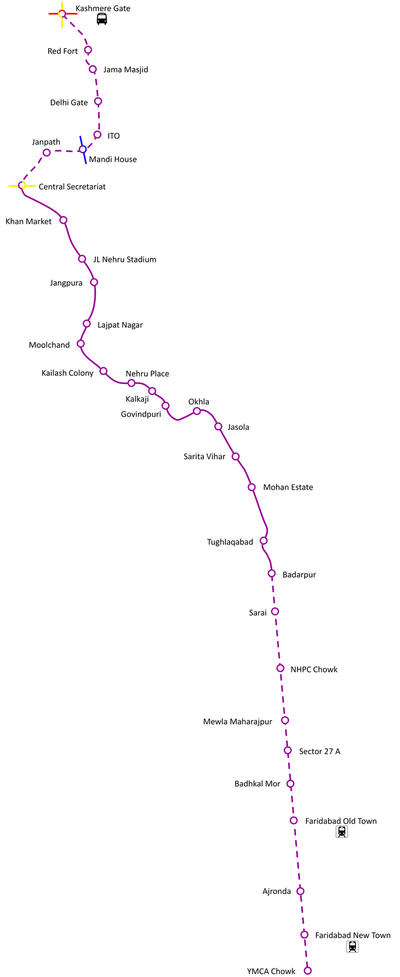 Kashmere Gate
Red Fort
Jama Masjid
Delhi Gate
ITO
Janpath
Mandi House
Central Secretariat
Khan Market
JL Nehru Stadium
Jangpura
Lajpat Nagar
Moolchand
Kailash Colony
Nehru Place
Kalkaji
Govindpuri
Okhla
Jasola
Sarita Vihar
Mohan Estate
Tughlaqabad
Badarpur
Sarai
NHPC Chowk
Mewla Maharajpur
Sector 27 A
Badhkal Mor
Faridabad Old Town
Ajronda
Faridabad New Town
YMCA Chowk